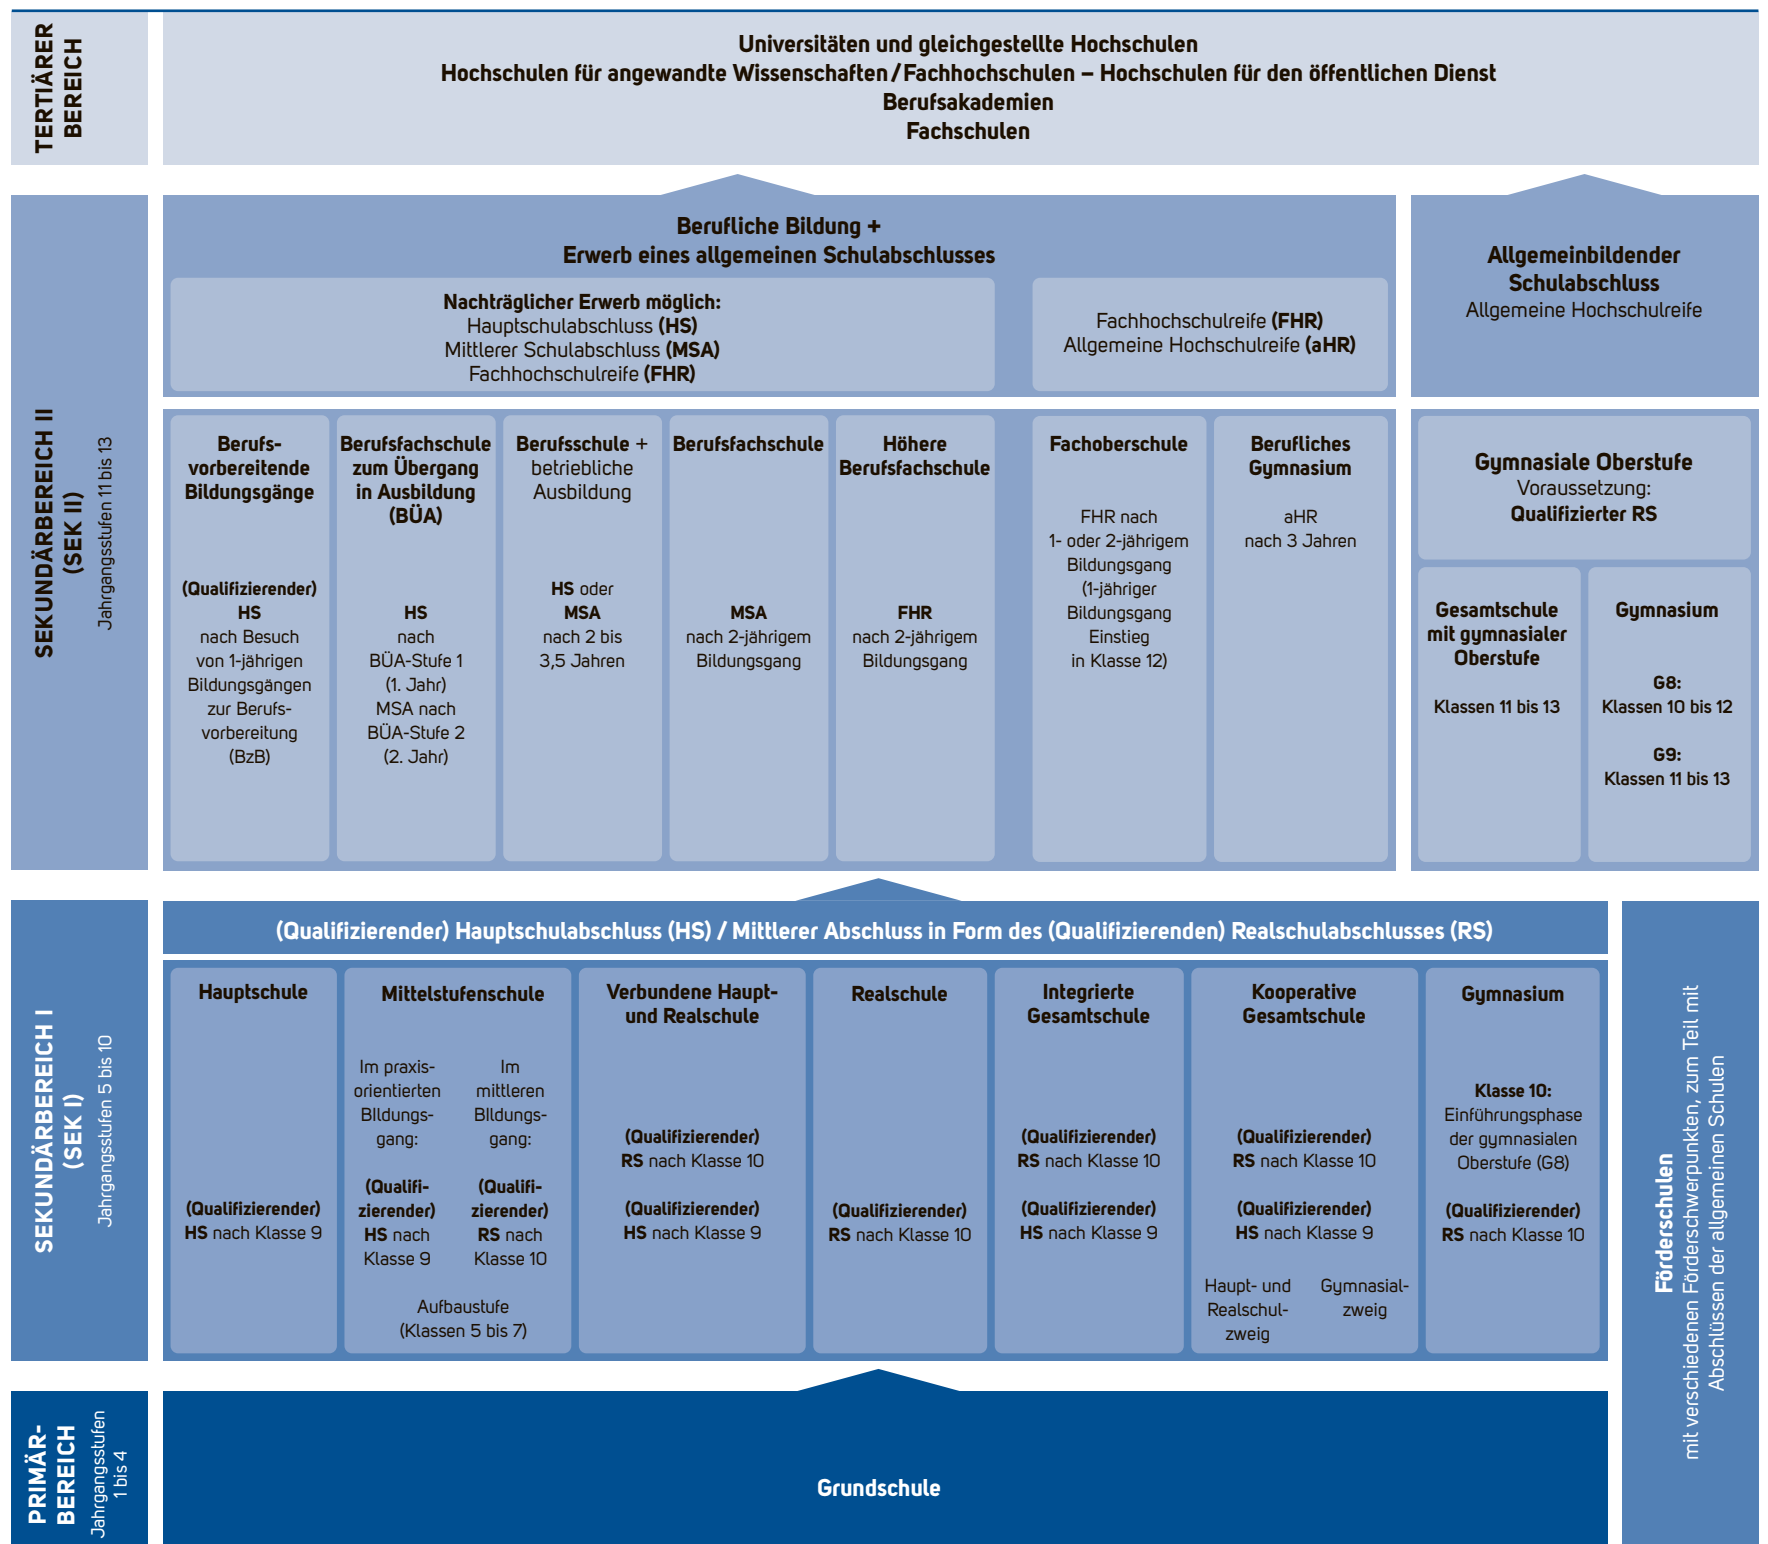 TERTIÄRER
BEREICH
Universitäten und gleichgestellte Hochschulen
Hochschulen für angewandte Wissenschaften/Fachhochschulen – Hochschulen für den öffentlichen Dienst
Berufsakademien
Fachschulen
SEKUNDÄRBEREICH II
(SEK II)
Jahrgangsstufen 11 bis 13
Berufliche Bildung +
Erwerb eines allgemeinen Schulabschlusses
Nachträglicher Erwerb möglich:
Hauptschulabschluss (HS)
Mittlerer Schulabschluss (MSA)
Fachhochschulreife (FHR)
Fachhochschulreife (FHR)
Allgemeine Hochschulreife (aHR)
Allgemeinbildender
Schulabschluss
Allgemeine Hochschulreife
Berufs-
vorbereitende
Bildungsgänge
(Qualifizierender)
HS
nach Besuch
von 1-jährigen
Bildungsgängen
zur Berufs-
vorbereitung
(BzB)
Berufsfachschule
zum Übergang
in Ausbildung
(BÜA)
HS
nach
BÜA-Stufe 1
(1. Jahr)
MSA nach
BÜA-Stufe 2
(2. Jahr)
Berufsschule +
betriebliche
Ausbildung
HS oder
MSA
nach 2 bis
3,5 Jahren
Berufsfachschule
MSA
nach 2-jährigem
Bildungsgang
Höhere
Berufsfachschule
FHR
nach 2-jährigem
Bildungsgang
Fachoberschule
FHR nach
1- oder 2-jährigem
Bildungsgang
(1-jähriger
Bildungsgang
Einstieg
in Klasse 12)
Berufliches
Gymnasium
aHR
nach 3 Jahren
Gymnasiale Oberstufe
Voraussetzung:
Qualifizierter RS
Gesamtschule
mit gymnasialer
Oberstufe
Klassen 11 bis 13
Gymnasium
G8:
Klassen 10 bis 12
G9:
Klassen 11 bis 13
SEKUNDÄRBEREICH I
(SEK I)
Jahrgangsstufen 5 bis 10
(Qualifizierender) Hauptschulabschluss (HS) / Mittlerer Abschluss in Form des (Qualifizierenden) Realschulabschlusses (RS)
Hauptschule
(Qualifizierender)
HS nach Klasse 9
Mittelstufenschule
Im praxis-
orientierten
BIldungs-
gang:
(Qualifi-
zierender)
HS nach
Klasse 9
Im
mittleren
BIldungs-
gang:
(Qualifi-
zierender)
RS nach
Klasse 10
Aufbaustufe
(Klassen 5 bis 7)
Verbundene Haupt-
und Realschule
(Qualifizierender)
RS nach Klasse 10
(Qualifizierender)
HS nach Klasse 9
Realschule
(Qualifizierender)
RS nach Klasse 10
Integrierte
Gesamtschule
(Qualifizierender)
RS nach Klasse 10
(Qualifizierender)
HS nach Klasse 9
Kooperative
Gesamtschule
(Qualifizierender)
RS nach Klasse 10
(Qualifizierender)
HS nach Klasse 9
Haupt- und
Realschul-
zweig
Gymnasial-
zweig
Gymnasium
Klasse 10:
Einführungsphase
der gymnasialen
Oberstufe (G8)
(Qualifizierender)
RS nach Klasse 10
Förderschulen
mit verschiedenen Förderschwerpunkten, zum Teil mit
Abschlüssen der allgemeinen Schulen
PRIMÄR-
BEREICH
Jahrgangsstufen
1 bis 4
Grundschule